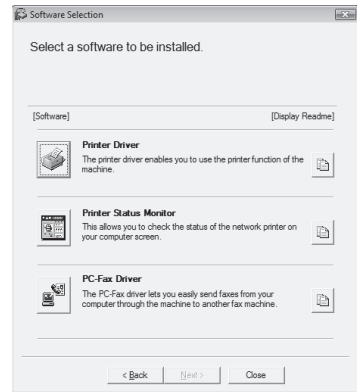 Software Selection
Select a software to be installed.
[Software] [Display Readme]
Printer Driver
The printer driver enables you to use the printer function of the
machine.
Printer Status Monitor
This allows you to check the status of the network printer on
your computer screen.
PC-Fax Driver
The PC-Fax driver lets you easily send faxes from your
computer through the machine to another fax machine.
< Back Next > Close